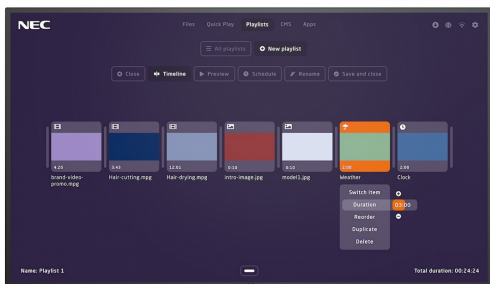 NEC
Files Quick Play Playlists CMS Apps
All playlists New playlist
Close Timeline Preview Schedule Rename Save and close
4:20 3:43 12:01 0:10 0:10 2:00 2:00
brand-video-promo.mpg Hair-cutting.mpg Hair-drying.mpg intro-image.jpg model1.jpg Weather Clock
Switch item
Duration 03:00
Reorder
Duplicate
Delete
Name: Playlist 1 Total duration: 00:24:24